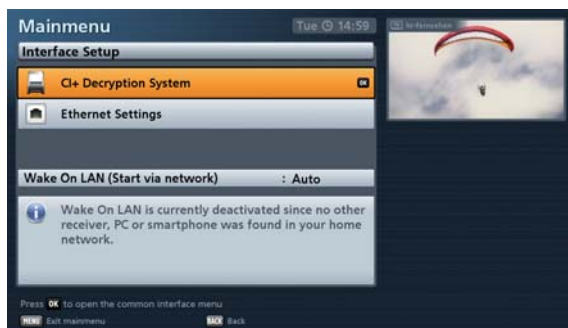 Mainmenu
Tue 14:59
Interface Setup
CI+ Decryption System
OK
Ethernet Settings
Wake On LAN (Start via network) : Auto
Wake On LAN is currently deactivated since no other
receiver, PC or smartphone was found in your home
network.
Press OK to open the common interface menu
MENU Exit mainmenu
BACK Back